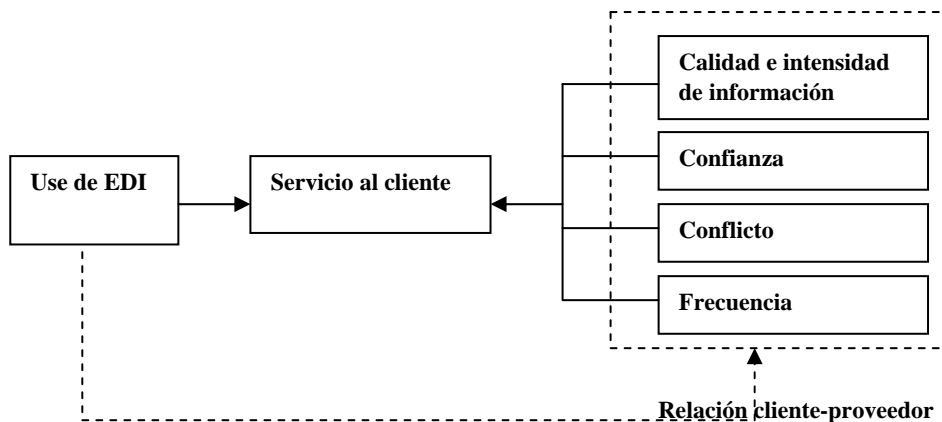 Calidad e intensidad
de información
Confianza
Use de EDI
Servicio al cliente
Conflicto
Frecuencia
Relación cliente-proveedor